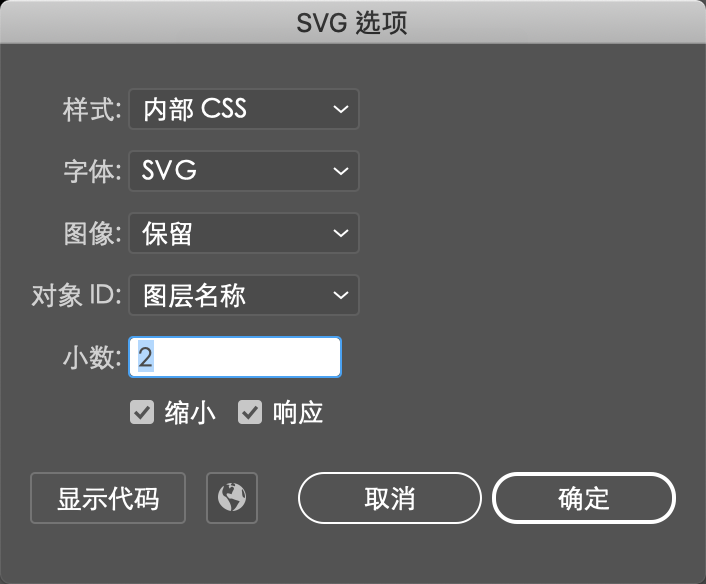 SVG 选项
样式: 内部 CSS
字体: SVG
图像: 保留
对象 ID: 图层名称
小数: 2
缩小 响应
显示代码 取消 确定